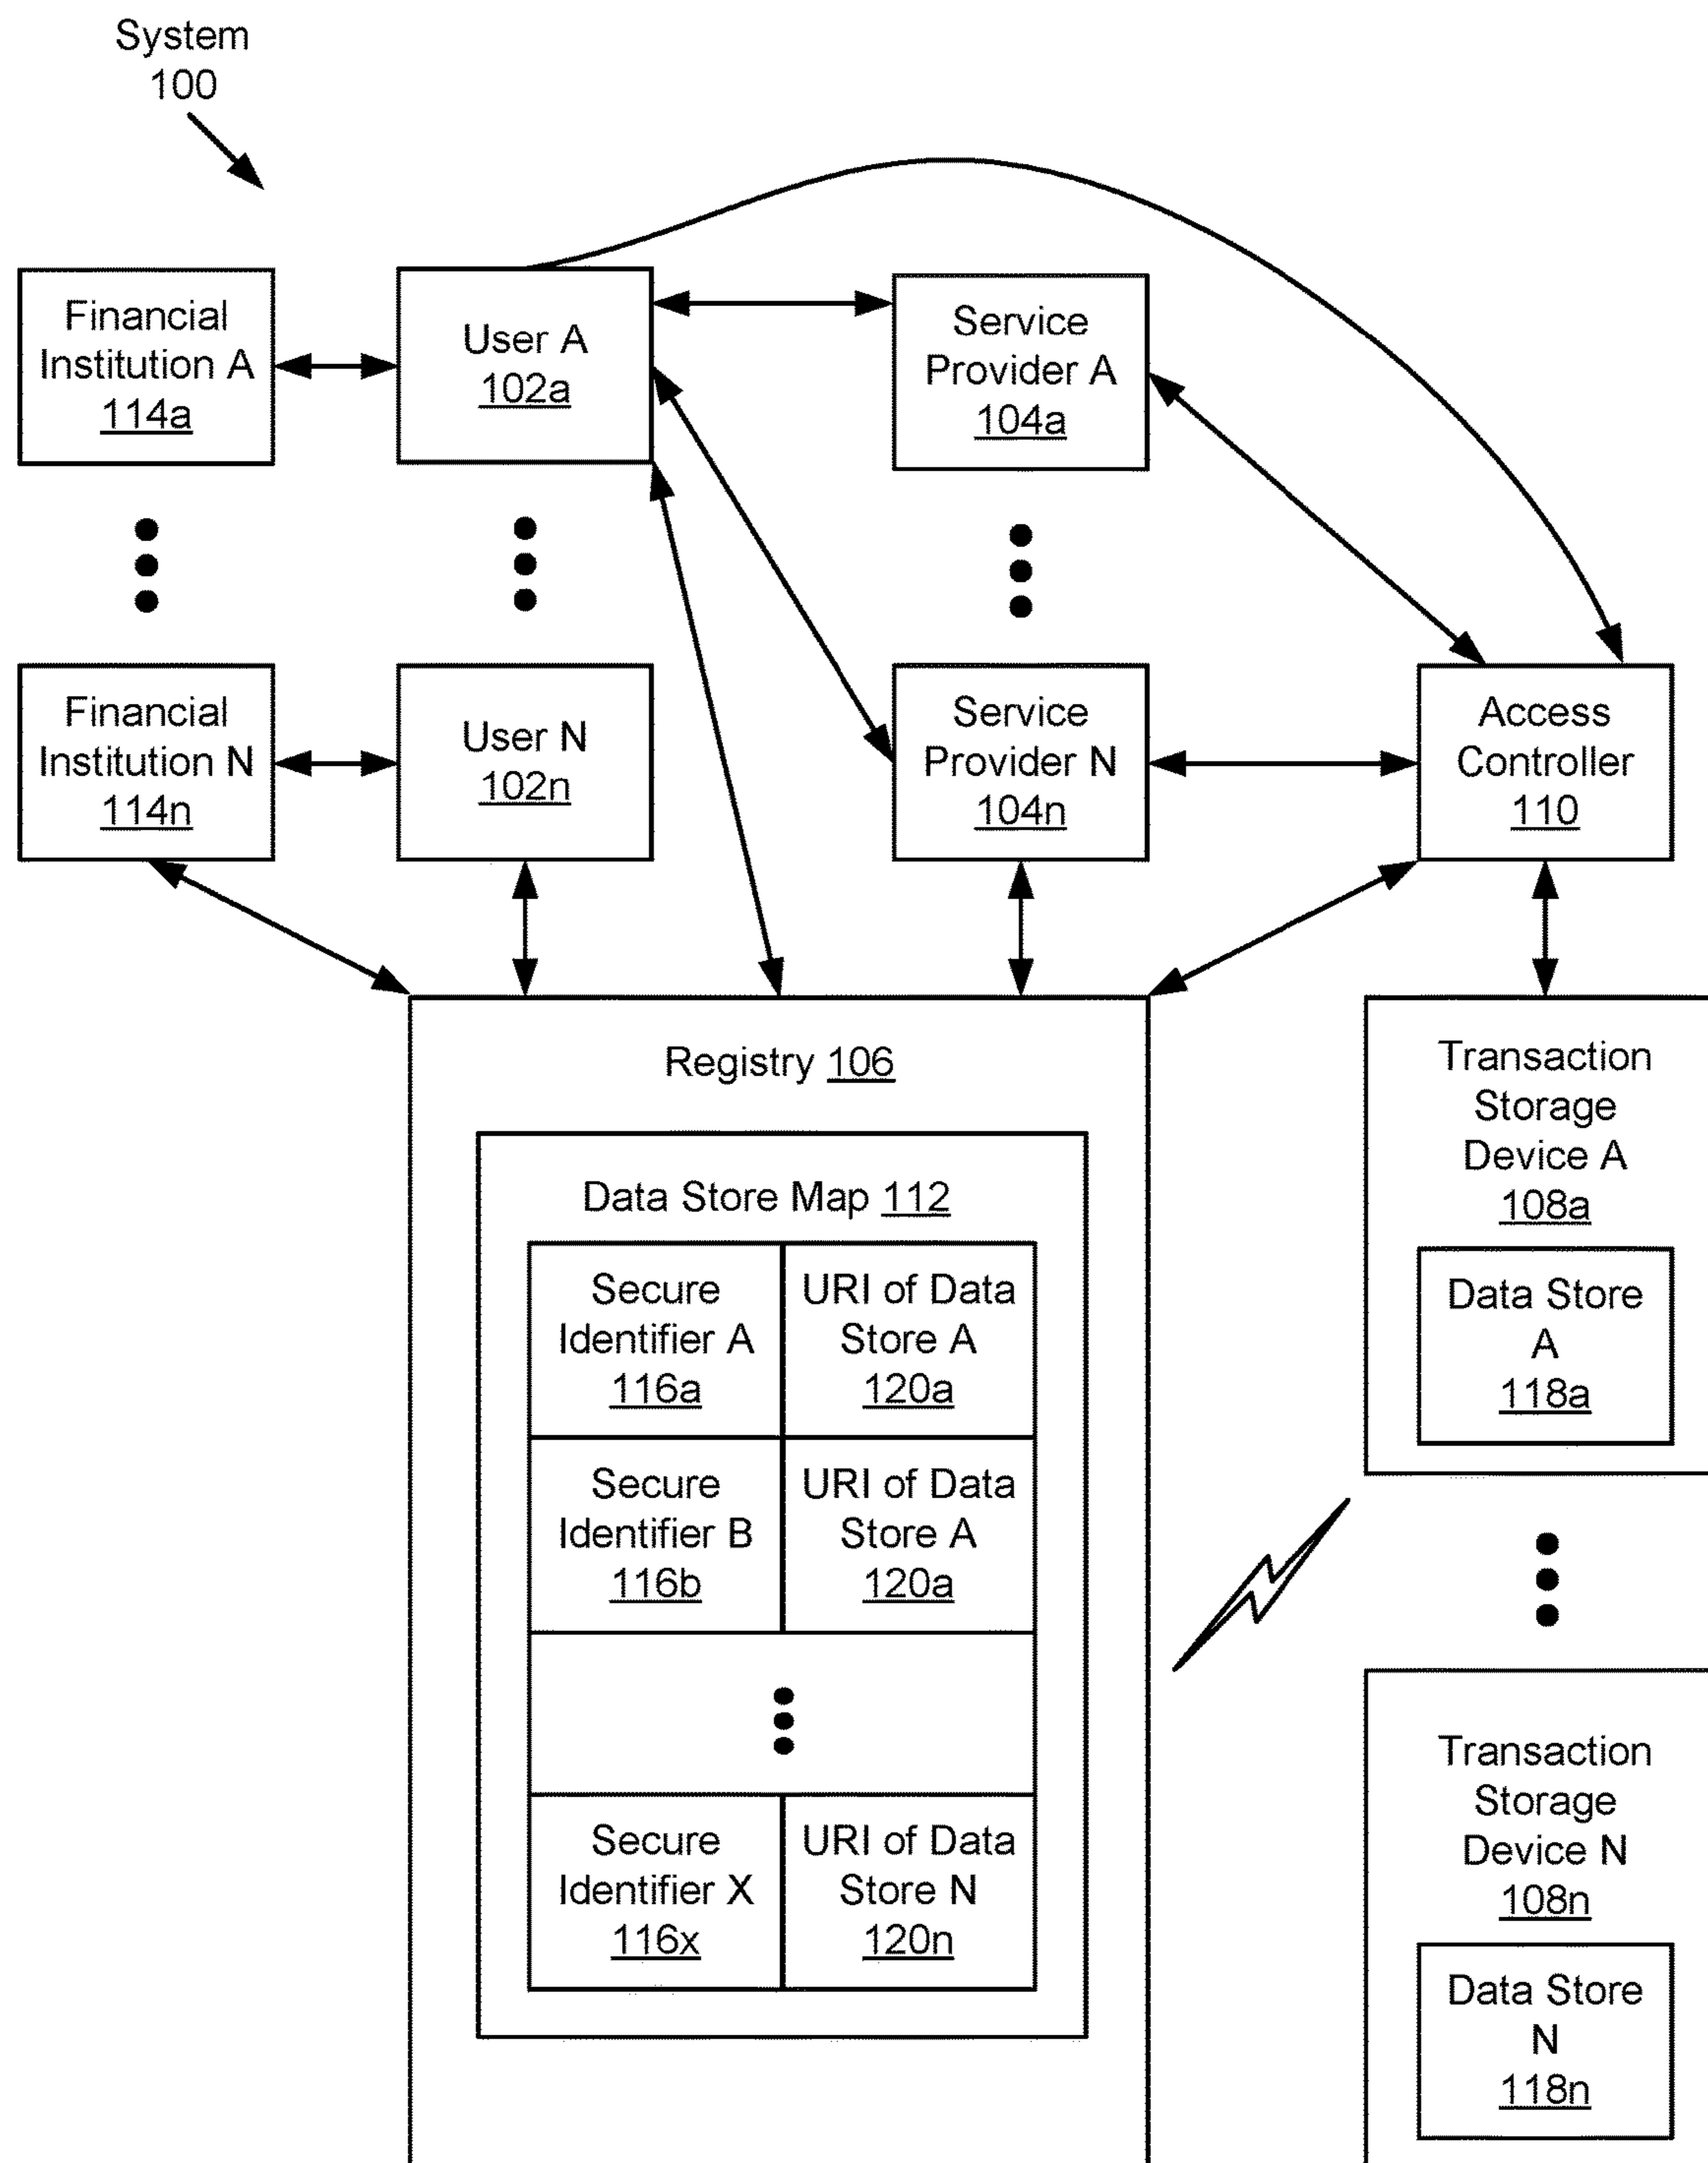 System
100
Financial
Institution A
114a
User A
102a
Service
Provider A
104a
Financial
Institution N
114n
User N
102n
Service
Provider N
104n
Access
Controller
110
Registry 106
Data Store Map 112
Secure
Identifier A
116a
URI of Data
Store A
120a
Secure
Identifier B
116b
URI of Data
Store A
120a
Secure
Identifier X
116x
URI of Data
Store N
120n
Transaction
Storage
Device A
108a
Data Store
A
118a
Transaction
Storage
Device N
108n
Data Store
N
118n